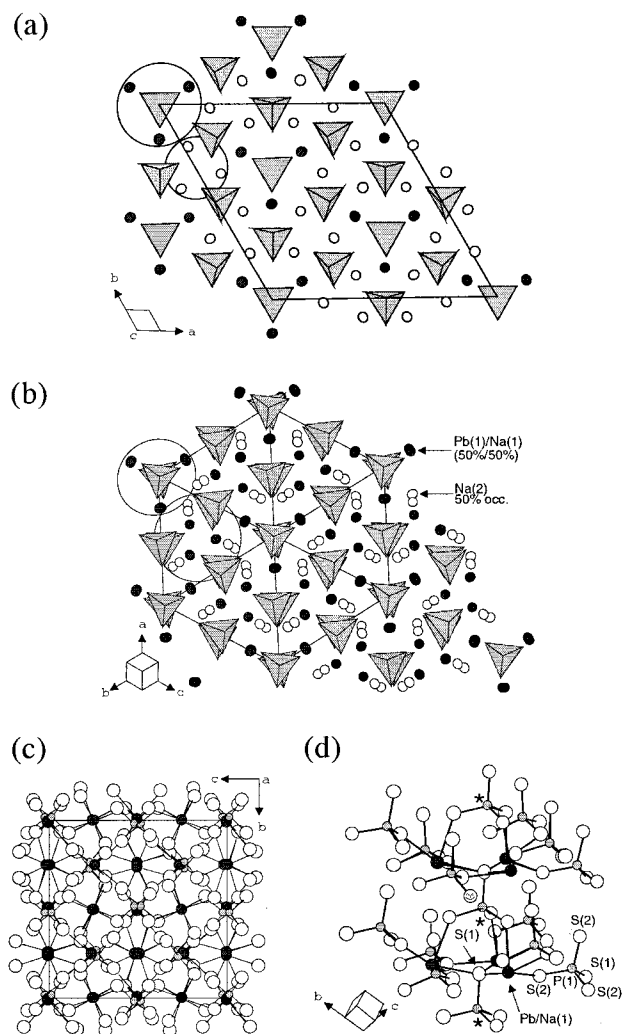 (a)
b
c
a
(b)
Pb(1)/Na(1)
(50%/50%)
Na(2)
50% occ.
a
b
c
(c)
c
a
b
(d)
*
*
S(2)
S(1)
S(1)
S(2)
P(1)
S(2)
*
Pb/Na(1)
b
c